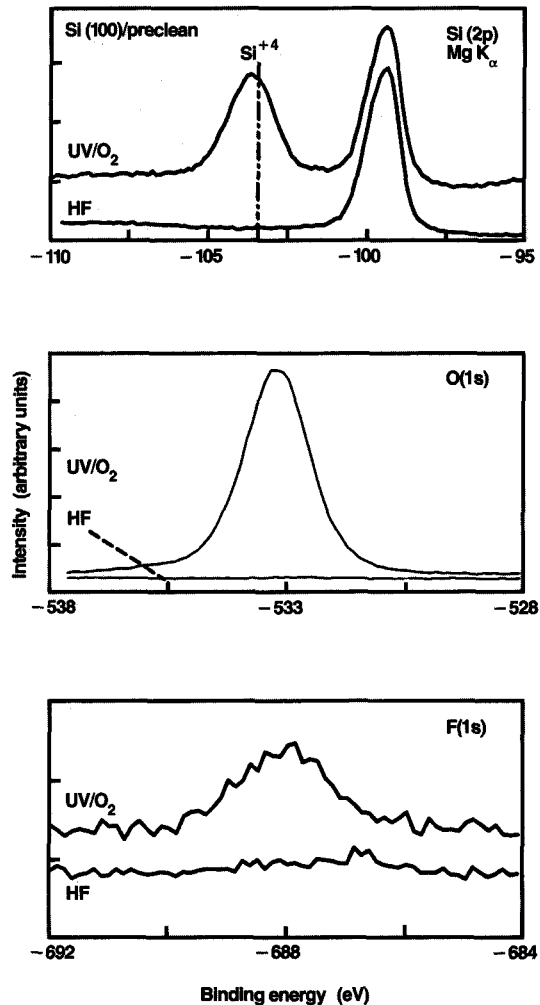 Si (100)/preclean
Si+4
Si (2p)
Mg Kα
UV/O2
HF
−110
−105
−100
−95
O(1s)
UV/O2
HF
−538
−533
−528
Intensity (arbitrary units)
F(1s)
UV/O2
HF
−692
−688
−684
Binding energy (eV)